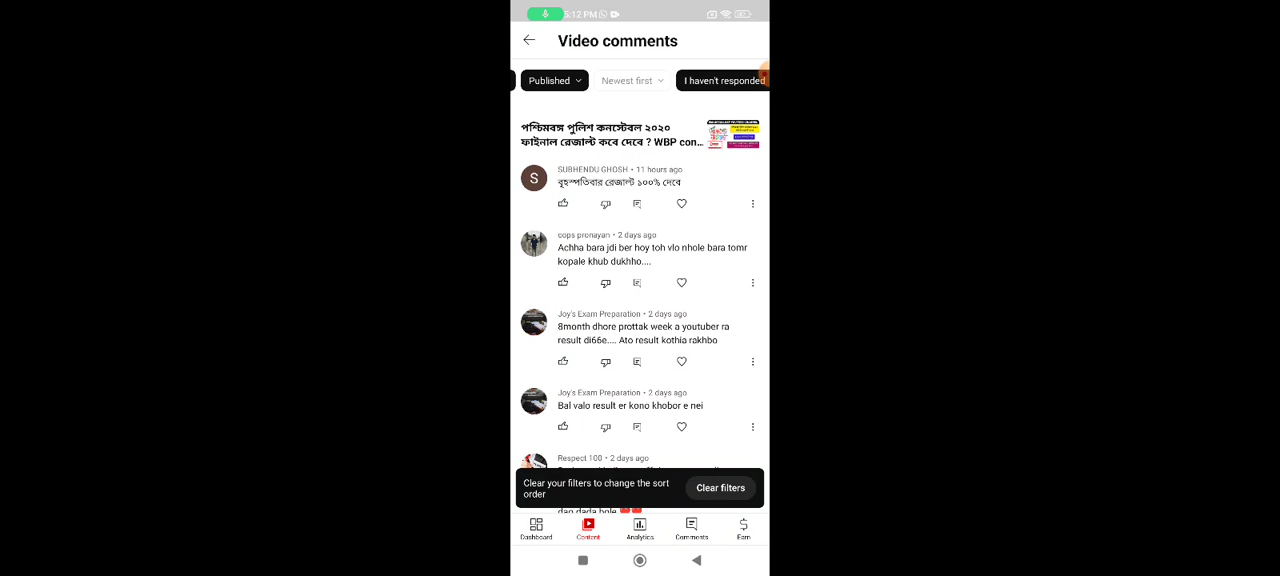 5:12 PM
Video comments
Published
Newest first
I haven't responded
পশ্চিমবঙ্গ পুলিশ কনস্টেবল ২০২০
ফাইনাল রেজাল্ট কবে দেবে ? WBP con...
S
SUBHENDU GHOSH • 11 hours ago
বৃহস্পতিবার রেজাল্ট ১০০% দেবে
cops pronayan • 2 days ago
Achha bara jdi ber hoy toh vlo nhole bara tomr
kopale khub dukhho....
Joy's Exam Preparation • 2 days ago
8month dhore prottak week a youtuber ra
result di66e.... Ato result kothia rakhbo
Joy's Exam Preparation • 2 days ago
Bal valo result er kono khobor e nei
Respect 100 • 2 days ago
Clear your filters to change the sort
order
Clear filters
dao dada bole
Dashboard
Content
Analytics
Comments
Earn